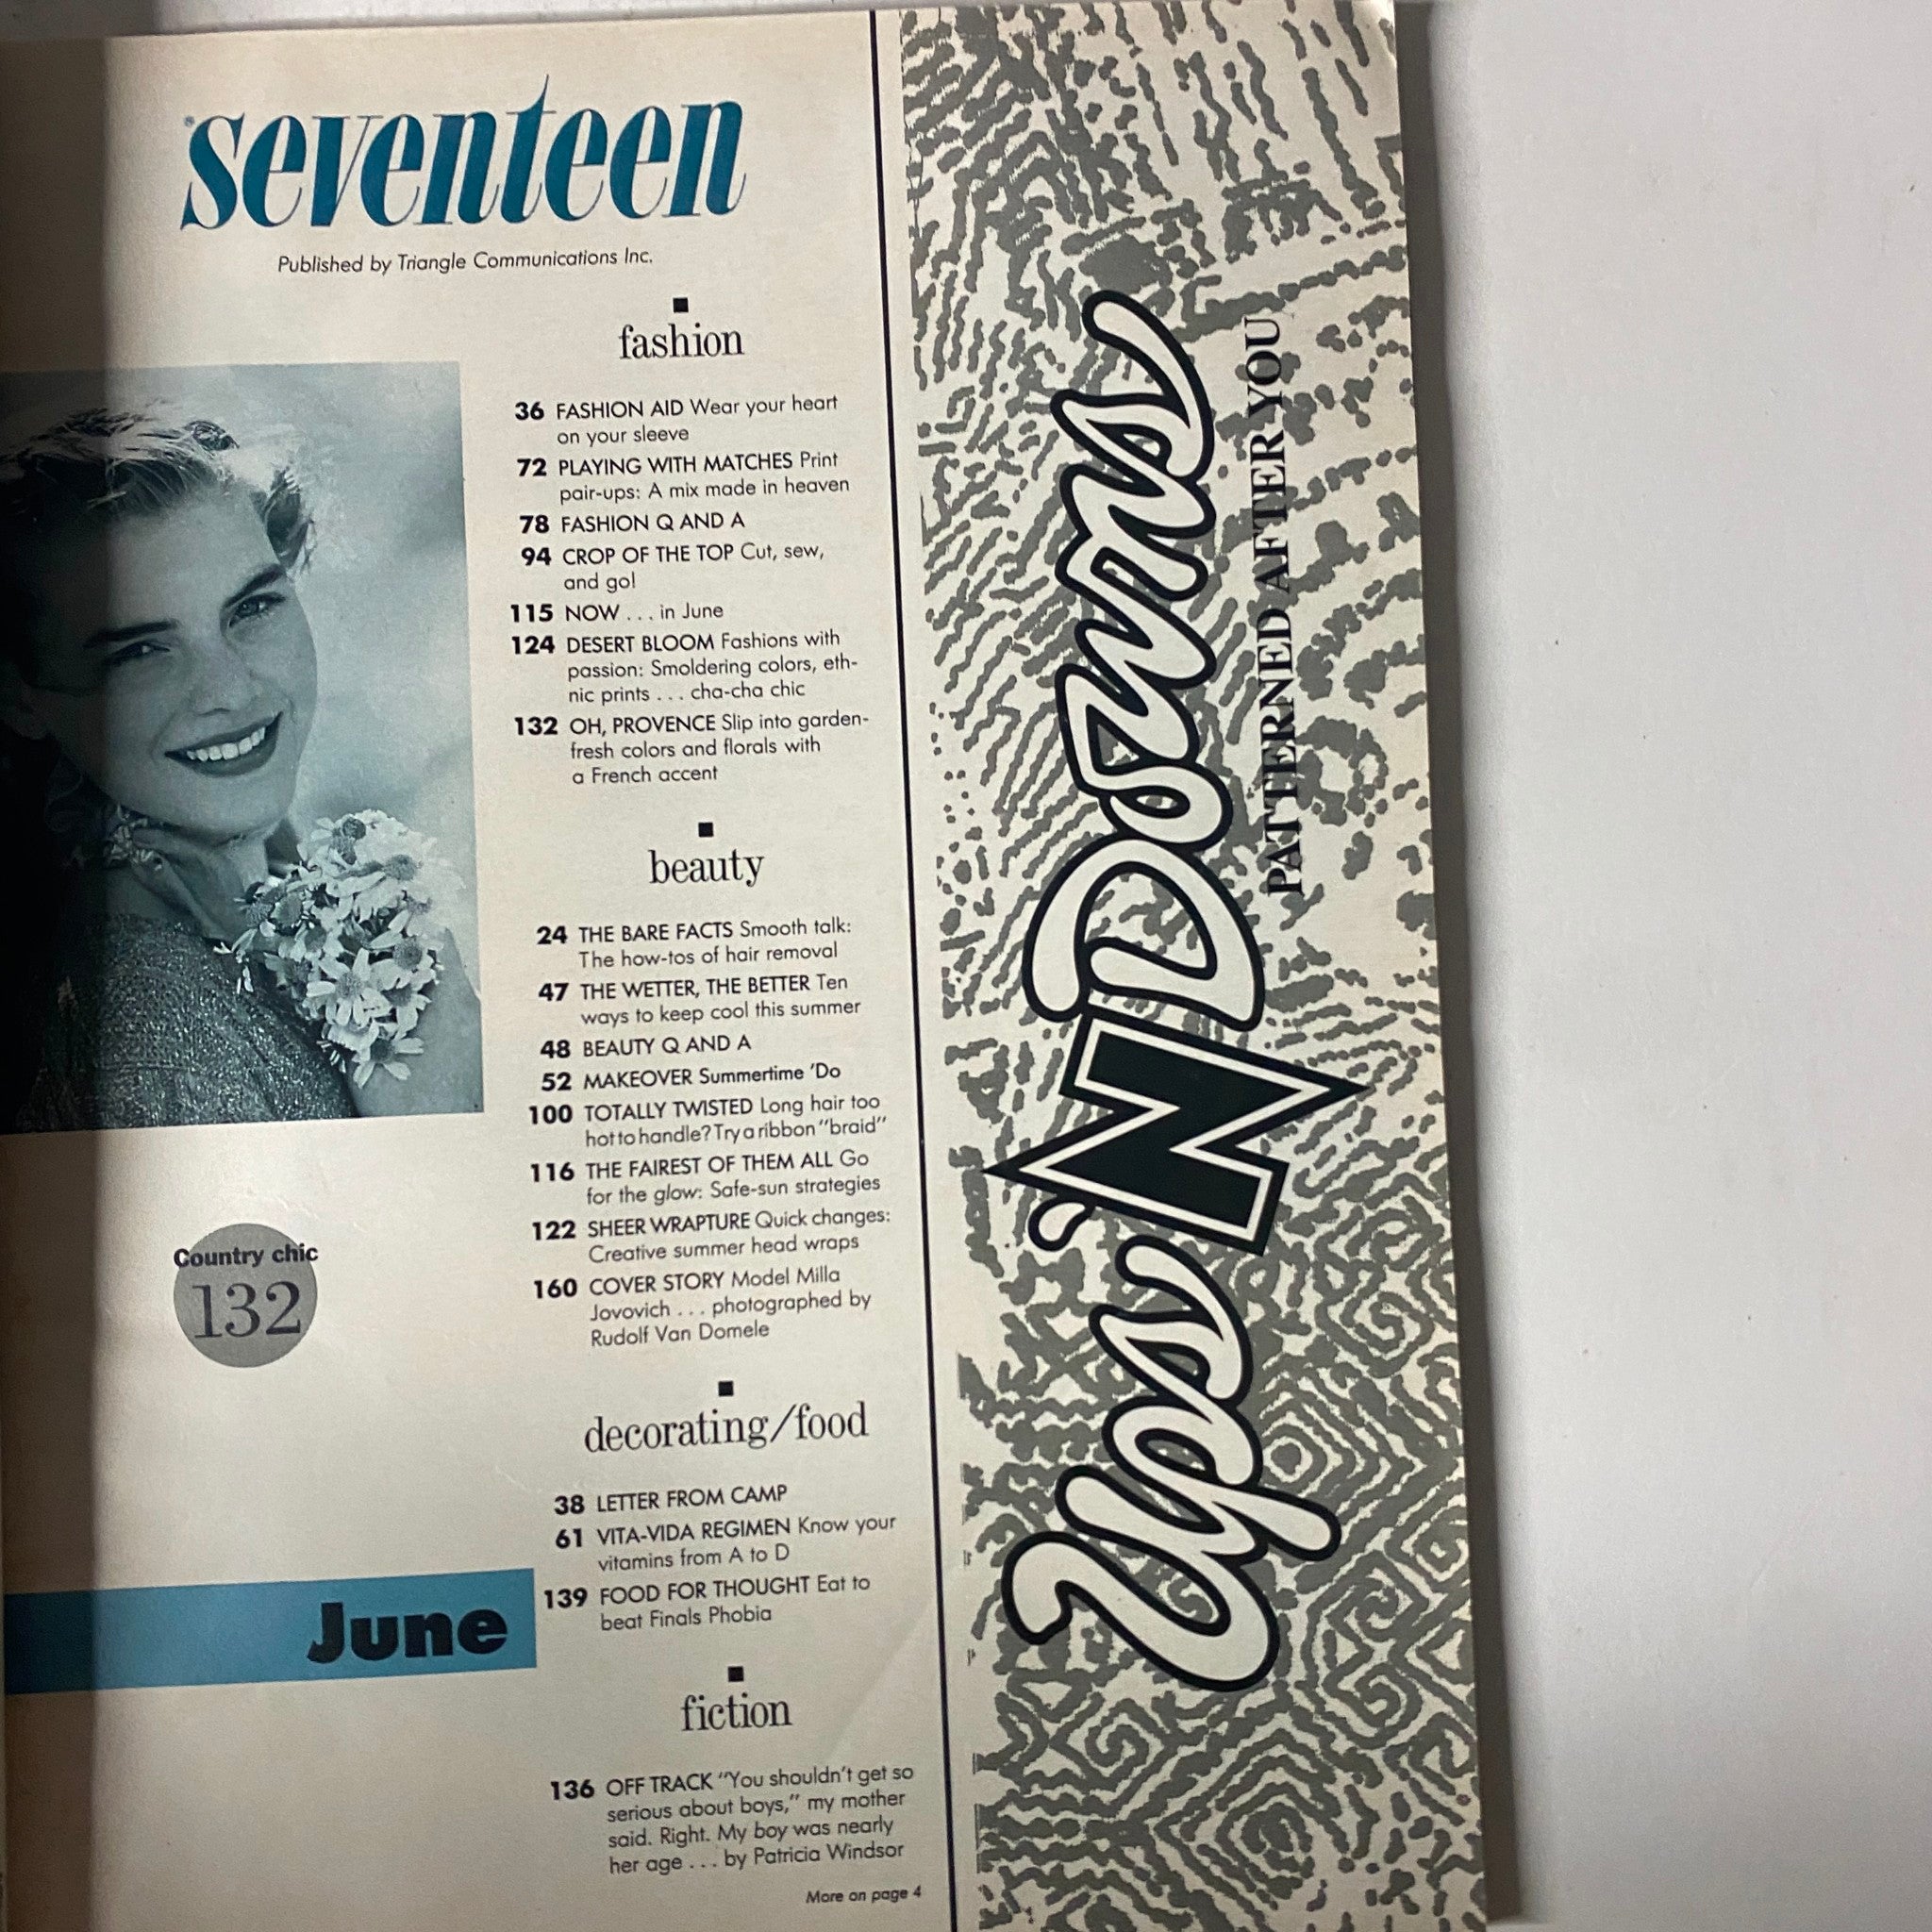 seventeen
Published by Triangle Communications Inc.
fashion
36 FASHION AID Wear your heart
on your sleeve
72 PLAYING WITH MATCHES Print
pair-ups: A mix made in heaven
78 FASHION Q AND A
94 CROP OF THE TOP Cut, sew,
and go!
115 NOW . . . in June
124 DESERT BLOOM Fashions with
passion: Smoldering colors, eth-
nic prints . . . cha-cha chic
132 OH, PROVENCE Slip into garden-
fresh colors and florals with
a French accent
beauty
24 THE BARE FACTS Smooth talk:
The how-tos of hair removal
47 THE WETTER, THE BETTER Ten
ways to keep cool this summer
48 BEAUTY Q AND A
52 MAKEOVER Summertime 'Do
100 TOTALLY TWISTED Long hair too
hot to handle? Try a ribbon "braid"
116 THE FAIREST OF THEM ALL Go
for the glow: Safe-sun strategies
122 SHEER WRAPTURE Quick changes:
Creative summer head wraps
160 COVER STORY Model Milla
Jovovich . . . photographed by
Rudolf Van Domele
decorating/food
38 LETTER FROM CAMP
61 VITA-VIDA REGIMEN Know your
vitamins from A to D
139 FOOD FOR THOUGHT Eat to
beat Finals Phobia
fiction
136 OFF TRACK "You shouldn't get so
serious about boys," my mother
said. Right. My boy was nearly
her age . . . by Patricia Windsor
More on page 4
Country chic
132
June
Ups 'N Downs
PATTERNED AFTER YOU